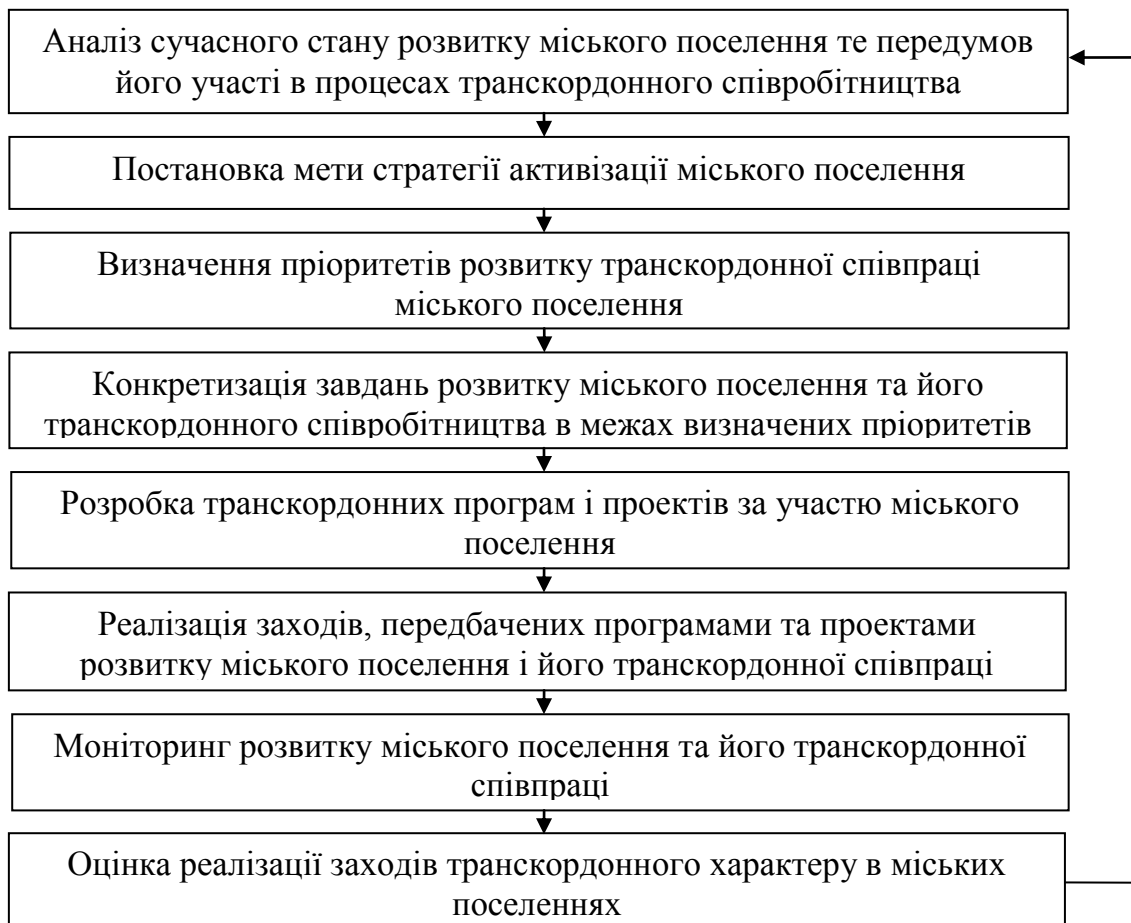 Аналіз сучасного стану розвитку міського поселення те передумов
його участі в процесах транскордонного співробітництва
Постановка мети стратегії активізації міського поселення
Визначення пріоритетів розвитку транскордонної співпраці
міського поселення
Конкретизація завдань розвитку міського поселення та його
транскордонного співробітництва в межах визначених пріоритетів
Розробка транскордонних програм і проектів за участю міського
поселення
Реалізація заходів, передбачених програмами та проектами
розвитку міського поселення і його транскордонної співпраці
Моніторинг розвитку міського поселення та його транскордонної
співпраці
Оцінка реалізації заходів транскордонного характеру в міських
поселеннях